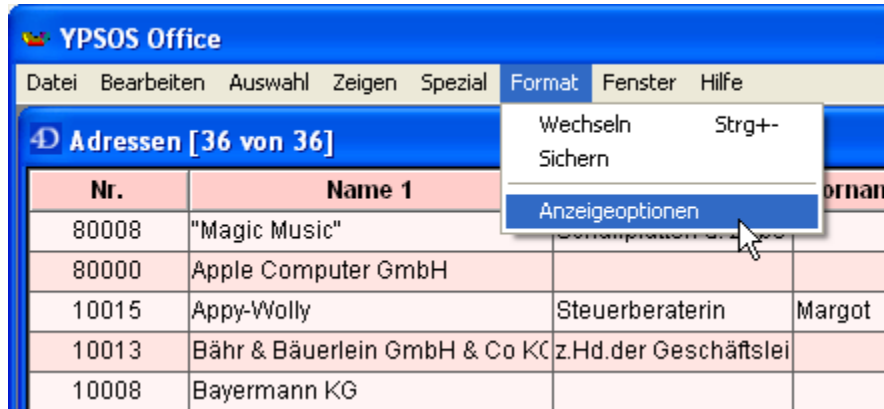 YPSOS Office
Datei Bearbeiten Auswahl Zeigen Spezial Format Fenster Hilfe
Wechseln Strg+-
Sichern
Anzeigeoptionen
4D Adressen [36 von 36]
Nr. Name 1
80008 "Magic Music"
80000 Apple Computer GmbH
10015 Appy-Wolly Steuerberaterin Margot
10013 Bähr & Bäuerlein GmbH & Co KG z.Hd.der Geschäftslei
10008 Bayermann KG